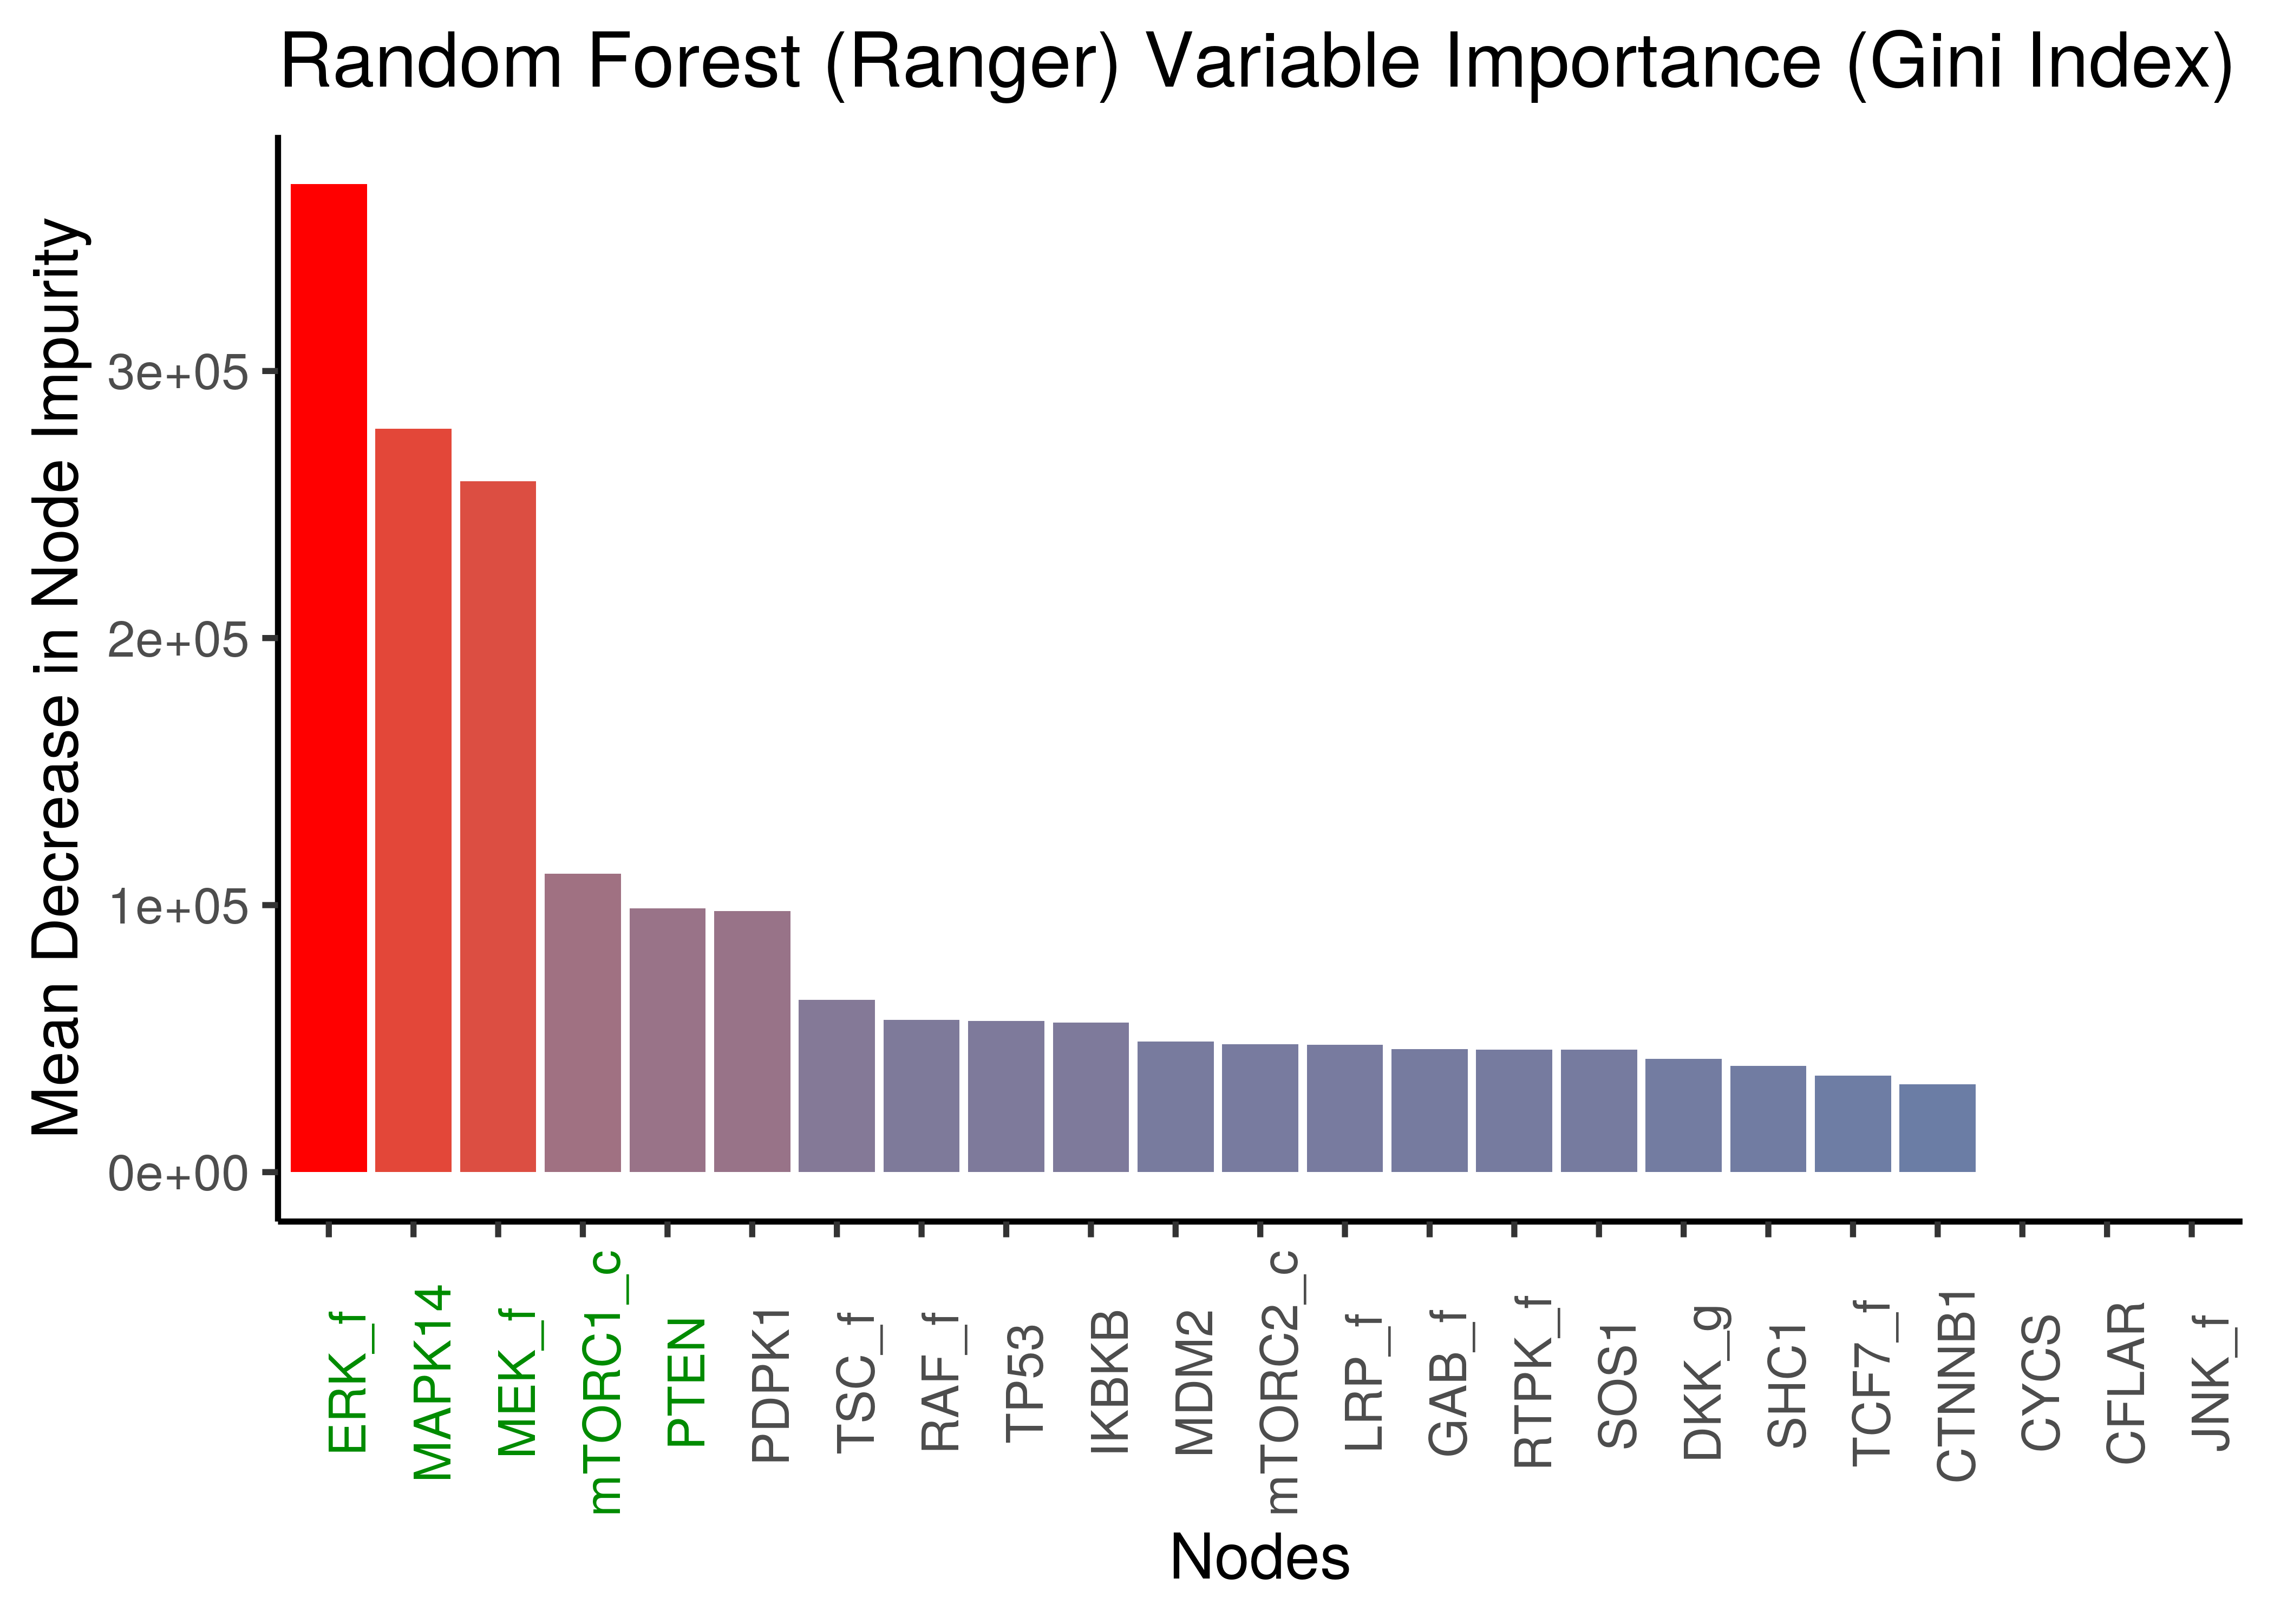 Random Forest (Ranger) Variable Importance (Gini Index)
Mean Decrease in Node Impurity
3e+05
2e+05
1e+05
0e+00
ERK_f
MAPK14
MEK_f
mTORC1_c
PTEN
PDPK1
TSC_f
RAF_f
TP53
IKBKB
MDM2
mTORC2_c
LRP_f
GAB_f
RTPK_f
SOS1
DKK_g
SHC1
TCF7_f
CTNNB1
CYCS
CFLAR
JNK_f
Nodes